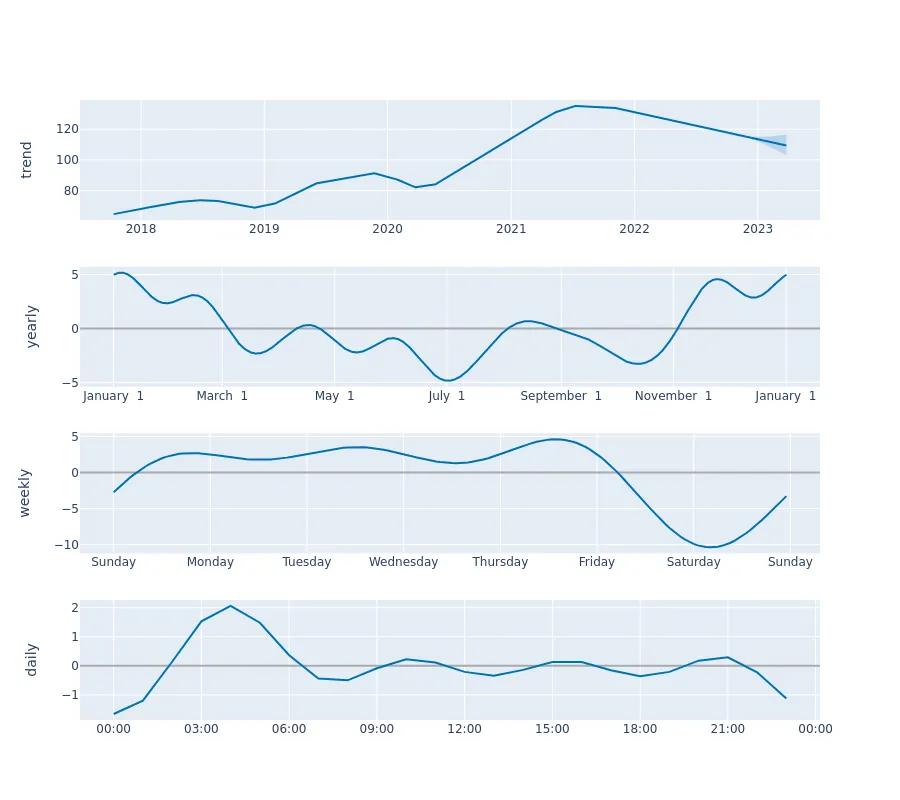 trend
120
100
80
2018 2019 2020 2021 2022 2023
yearly
5
0
−5
January 1 March 1 May 1 July 1 September 1 November 1 January 1
weekly
5
0
−5
−10
Sunday Monday Tuesday Wednesday Thursday Friday Saturday Sunday
daily
2
1
0
−1
00:00 03:00 06:00 09:00 12:00 15:00 18:00 21:00 00:00